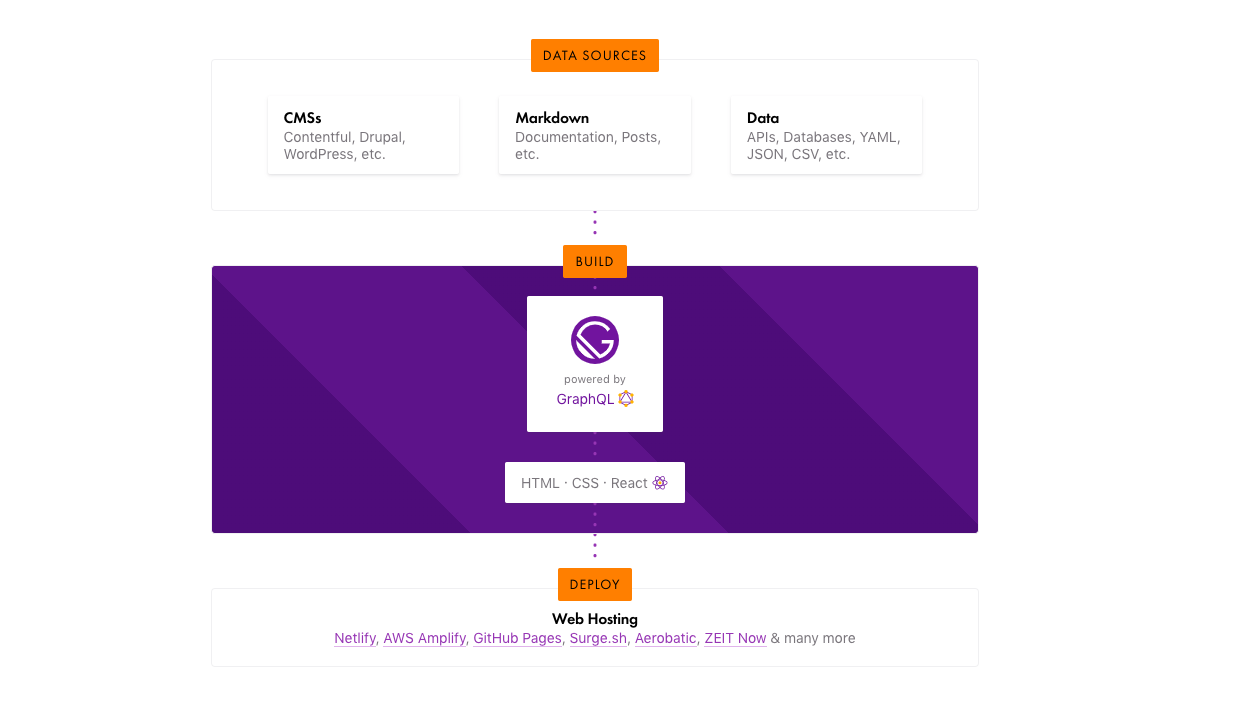 DATA SOURCES
CMSs
Contentful, Drupal,
WordPress, etc.
Markdown
Documentation, Posts,
etc.
Data
APIs, Databases, YAML,
JSON, CSV, etc.
BUILD
powered by
GraphQL
HTML · CSS · React
DEPLOY
Web Hosting
Netlify, AWS Amplify, GitHub Pages, Surge.sh, Aerobatic, ZEIT Now & many more